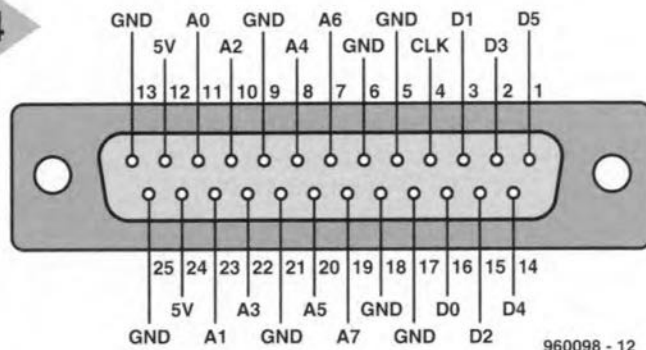 4
GND A0 GND A6 GND D1 D5
5V A2 A4 GND CLK D3
13 12 11 10 9 8 7 6 5 4 3 2 1
25 24 23 22 21 20 19 18 17 16 15 14
5V A3 A5 GND D0 D4
GND A1 GND A7 GND D2
960098 - 12